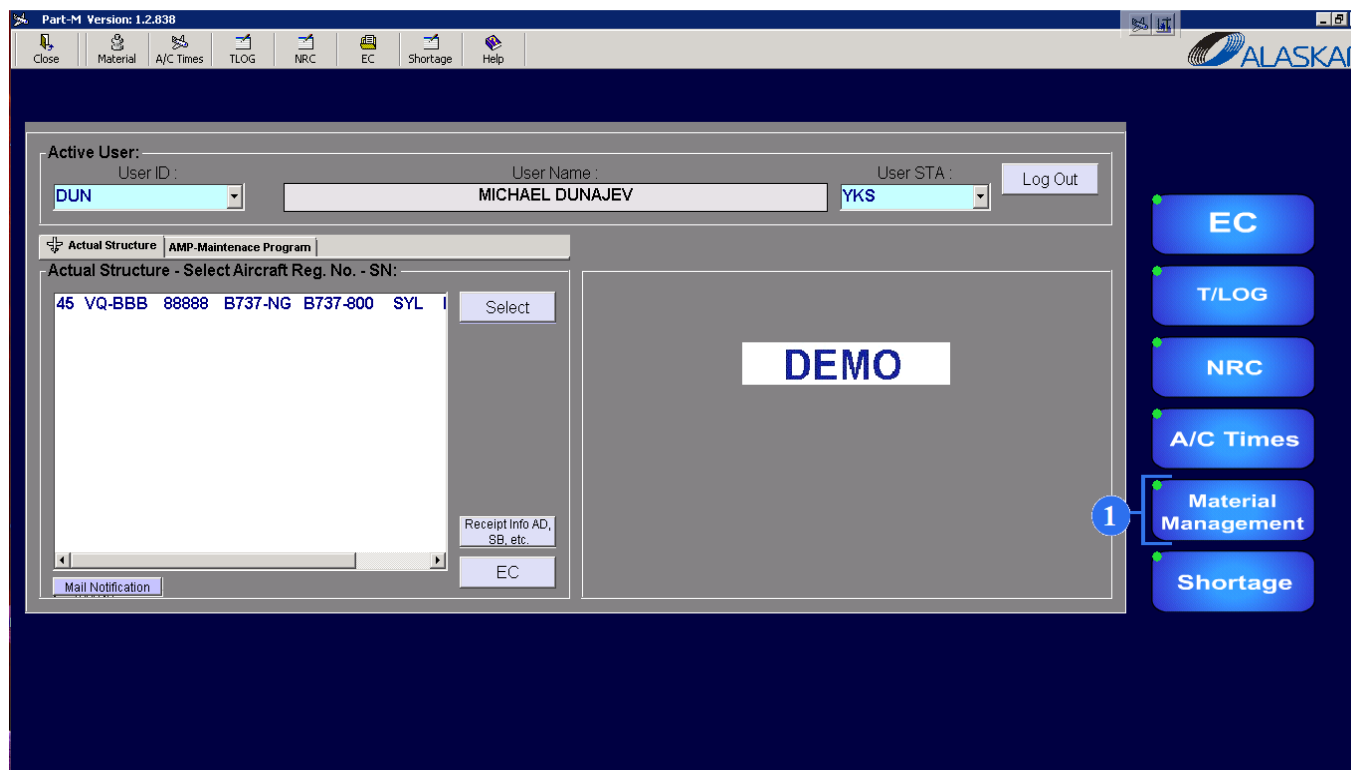 Part-M Version: 1.2.838
Close Material A/C Times TLOG NRC EC Shortage Help
ALASKAR
Active User:
User ID : User Name : User STA :
DUN MICHAEL DUNAJEV YKS Log Out
Actual Structure AMP-Maintenace Program
Actual Structure - Select Aircraft Reg. No. - SN:
45 VQ-BBB 88888 B737-NG B737-800 SYL
Select
DEMO
Receipt Info AD,
SB, etc.
EC
Mail Notification
EC
T/LOG
NRC
A/C Times
1
Material
Management
Shortage